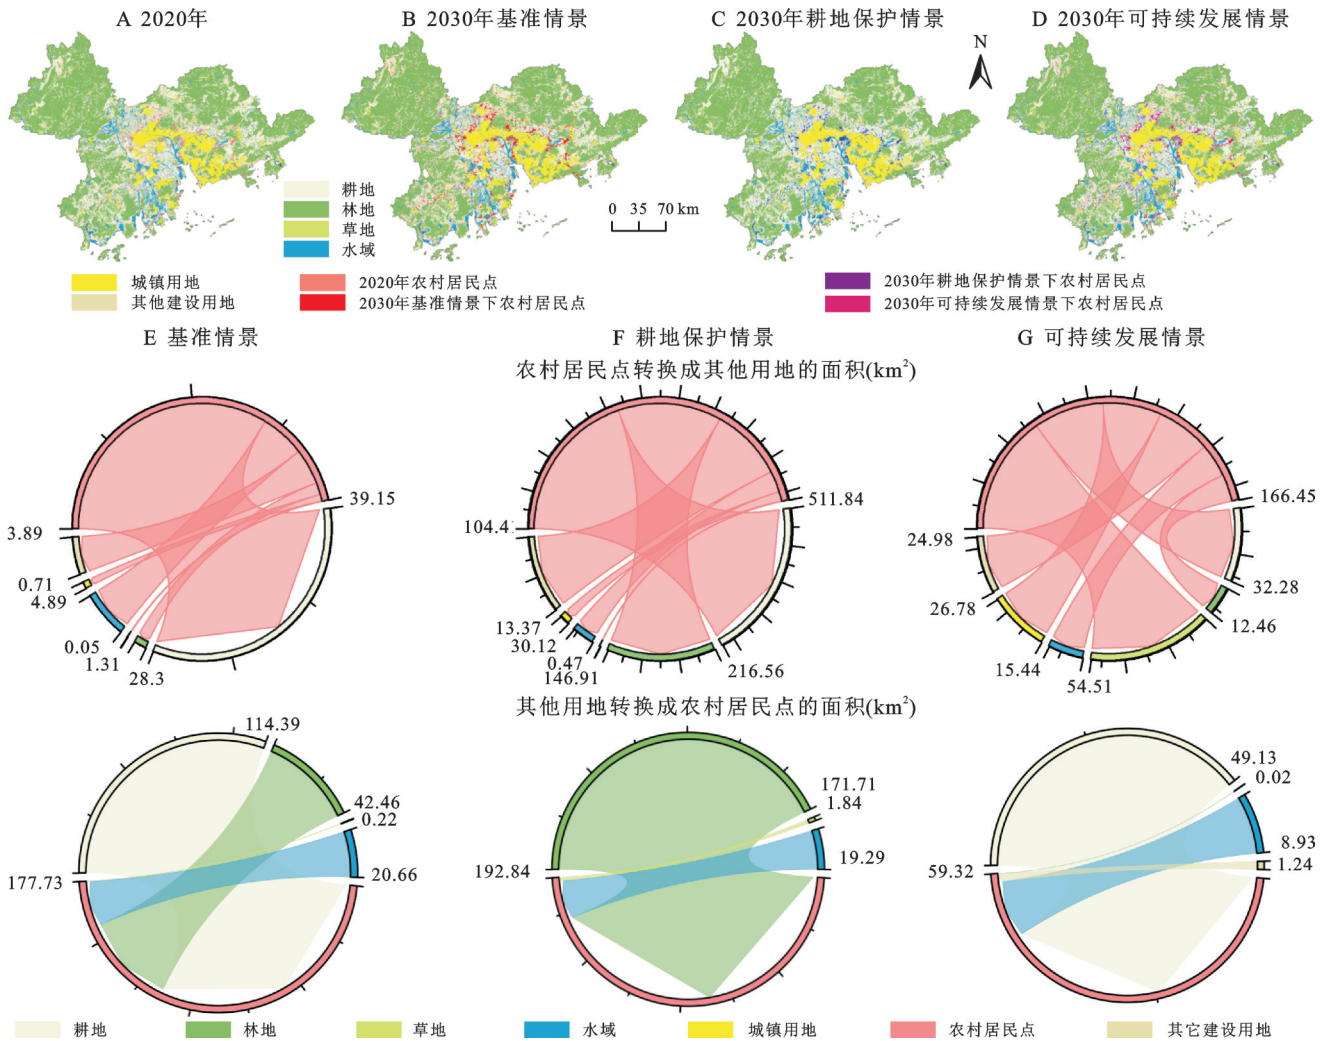 A 2020年
B 2030年基准情景
C 2030年耕地保护情景
D 2030年可持续发展情景
N
耕地
林地
草地
水域
0 35 70 km
城镇用地
其他建设用地
2020年农村居民点
2030年基准情景下农村居民点
2030年耕地保护情景下农村居民点
2030年可持续发展情景下农村居民点
E 基准情景
F 耕地保护情景
G 可持续发展情景
农村居民点转换成其他用地的面积(km²)
39.15
3.89
0.71
4.89
0.05
1.31
28.3
511.84
104.4
13.37
30.12
0.47
146.91
216.56
166.45
24.98
26.78
15.44
54.51
12.46
32.28
其他用地转换成农村居民点的面积(km²)
114.39
42.46
0.22
20.66
177.73
171.71
1.84
19.29
192.84
49.13
0.02
8.93
1.24
59.32
耕地
林地
草地
水域
城镇用地
农村居民点
其它建设用地